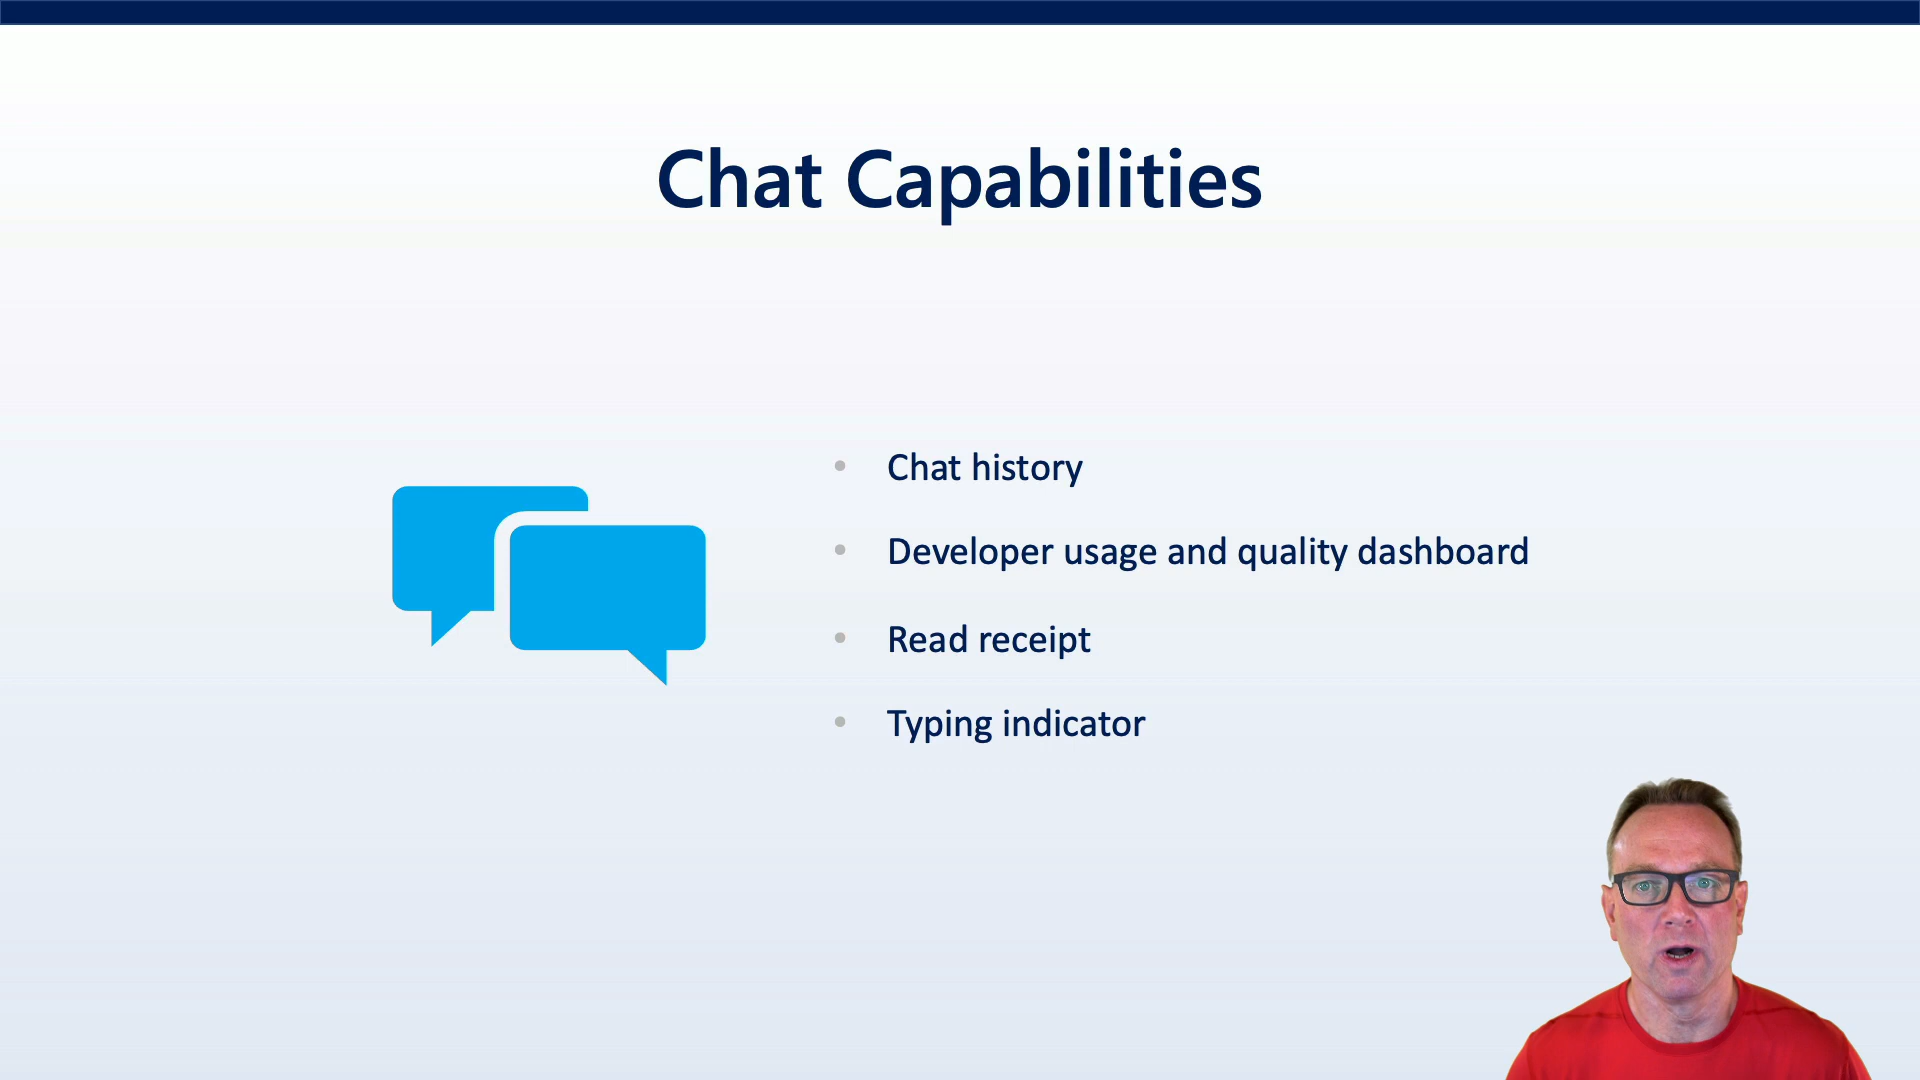 Chat Capabilities
Chat history
Developer usage and quality dashboard
Read receipt
Typing indicator